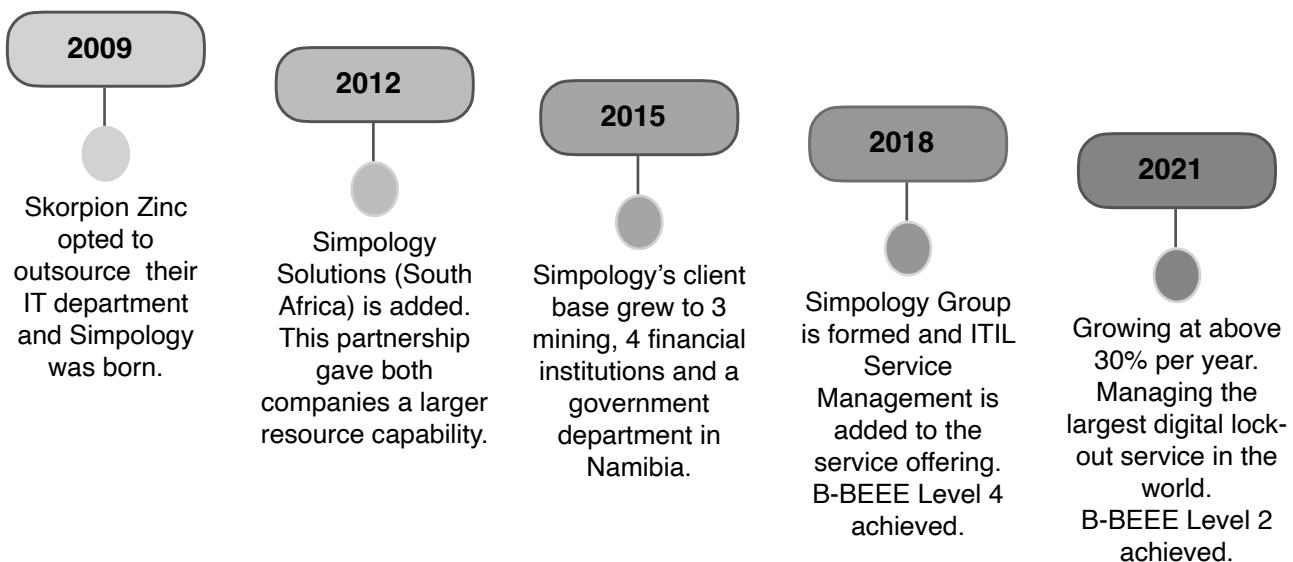 2009
Skorpion Zinc
opted to
outsource  their
IT department
and Simpology
was born.
2012
Simpology
Solutions (South
Africa) is added.
This partnership
gave both
companies a larger
resource capability.
2015
Simpology’s client
base grew to 3
mining, 4 financial
institutions and a
government
department in
Namibia.
2018
Simpology Group
is formed and ITIL
Service
Management is
added to the
service offering.
B-BEEE Level 4
achieved.
2021
Growing at above
30% per year.
Managing the
largest digital lock-
out service in the
world.
B-BEEE Level 2
achieved.